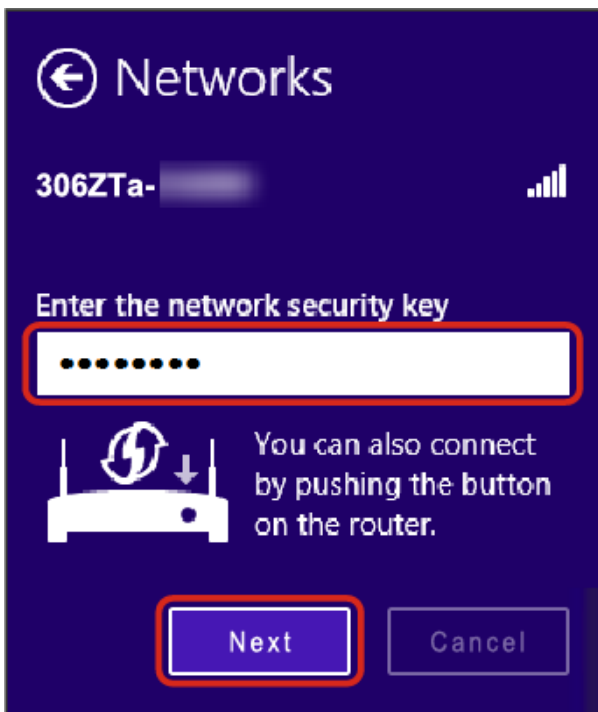 Networks
306ZTa-
Enter the network security key
You can also connect
by pushing the button
on the router.
Next
Cancel